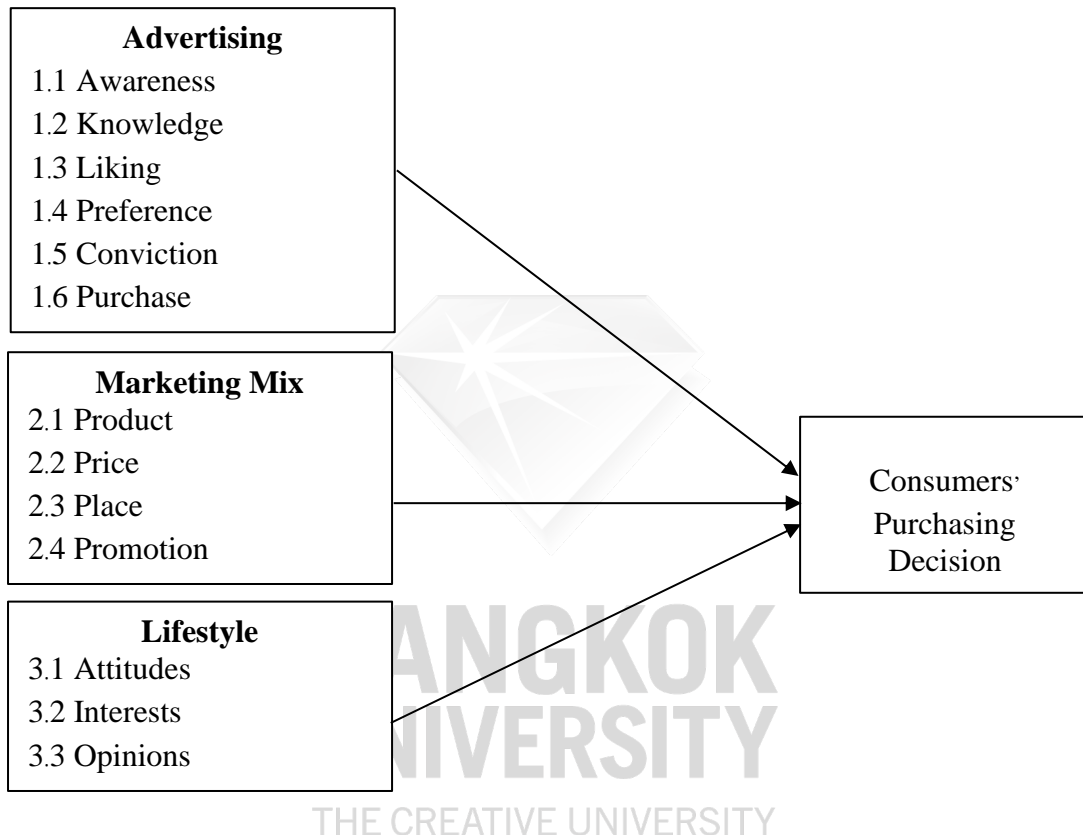 Advertising
1.1 Awareness
1.2 Knowledge
1.3 Liking
1.4 Preference
1.5 Conviction
1.6 Purchase
Marketing Mix
2.1 Product
2.2 Price
2.3 Place
2.4 Promotion
Lifestyle
3.1 Attitudes
3.2 Interests
3.3 Opinions
Consumers’
Purchasing
Decision
ANGKOK
NIVERSITY
THE CREATIVE UNIVERSITY